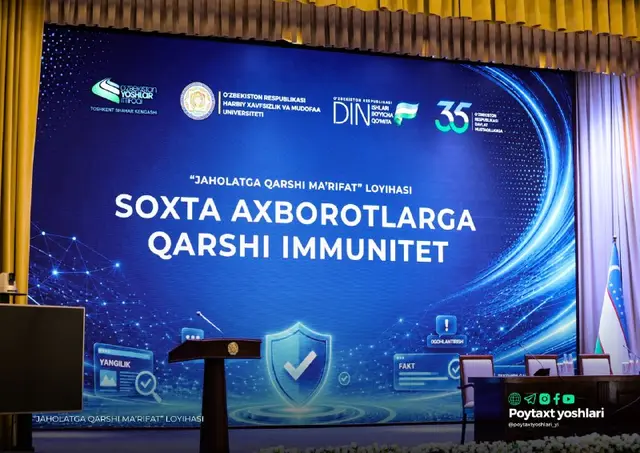 O'zbekiston
YOSHLAR
ITTIFOQI
TOSHKENT SHAHAR KENGASHI
O'ZBEKISTON RESPUBLIKASI
HARBIY XAVFSIZLIK VA MUDOFAA
UNIVERSITETI
O'ZBEKISTON RESPUBLIKASI
DIN ISHLARI
BO'YICHA
QO'MITA
35
O'ZBEKISTON
RESPUBLIKASI
DAVLAT
MUSTAQILLIGIGA
"JAHOLATGA QARSHI MA'RIFAT" LOYIHASI
SOXTA AXBOROTLARGA
QARSHI IMMUNITET
YANGILIK
OGOHLANTIRISH
FAKT
"JAHOLATGA QARSHI MA'RIFAT" LOYIHASI
Poytaxt yoshlari
@poytaxtyoshlari_yi